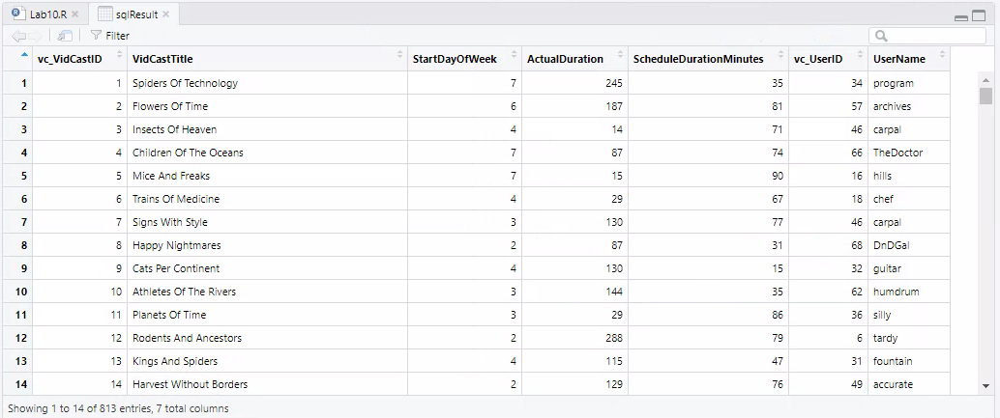 Lab10.R sqlResult
Filter
vc_VidCastID VidCastTitle StartDayOfWeek ActualDuration ScheduleDurationMinutes vc_UserID UserName
1 1 Spiders Of Technology 7 245 35 34 program
2 2 Flowers Of Time 6 187 81 57 archives
3 3 Insects Of Heaven 4 14 71 46 carpal
4 4 Children Of The Oceans 7 87 74 66 TheDoctor
5 5 Mice And Freaks 7 15 90 16 hills
6 6 Trains Of Medicine 4 29 67 18 chef
7 7 Signs With Style 3 130 77 46 carpal
8 8 Happy Nightmares 2 87 31 68 DnDGal
9 9 Cats Per Continent 4 130 15 32 guitar
10 10 Athletes Of The Rivers 3 144 35 62 humdrum
11 11 Planets Of Time 3 29 86 36 silly
12 12 Rodents And Ancestors 2 288 79 6 tardy
13 13 Kings And Spiders 4 115 47 31 fountain
14 14 Harvest Without Borders 2 129 76 49 accurate
Showing 1 to 14 of 813 entries, 7 total columns